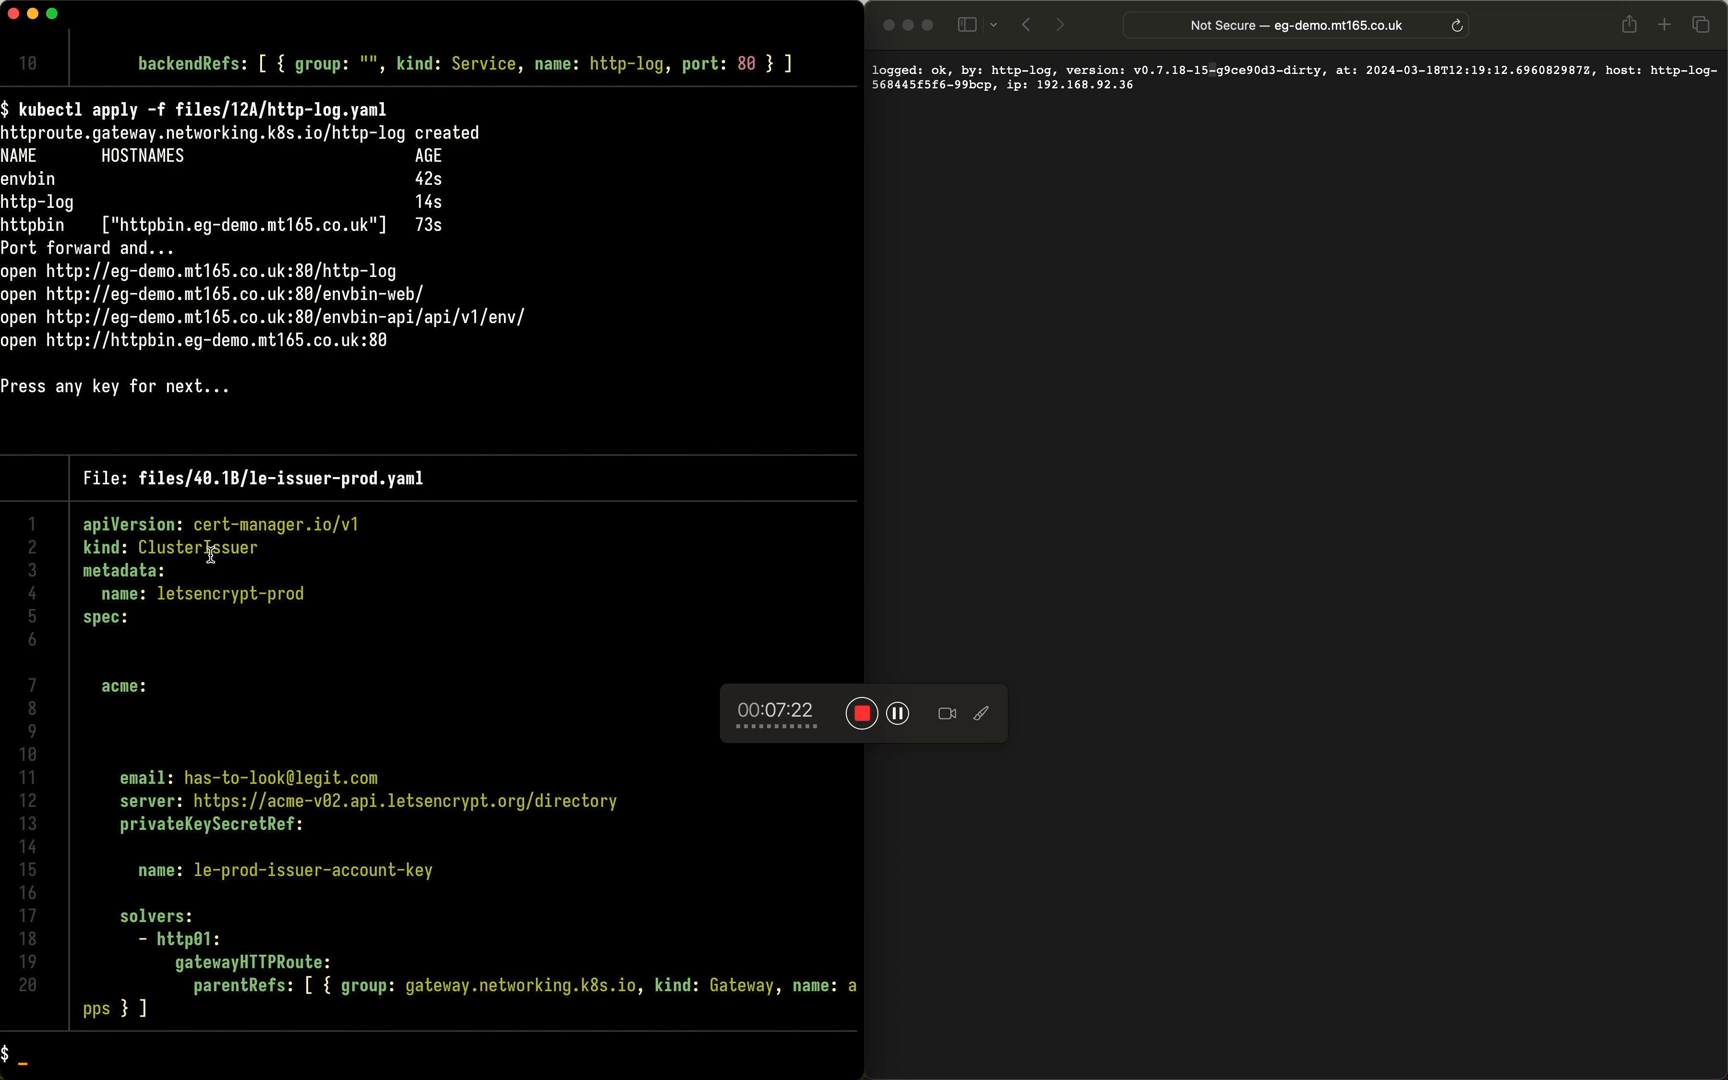 10 backendRefs: [ { group: "", kind: Service, name: http-log, port: 80 } ]
$ kubectl apply -f files/12A/http-log.yaml
httproute.gateway.networking.k8s.io/http-log created
NAME HOSTNAMES AGE
envbin 42s
http-log 14s
httpbin ["httpbin.eg-demo.mt165.co.uk"] 73s
Port forward and...
open http://eg-demo.mt165.co.uk:80/http-log
open http://eg-demo.mt165.co.uk:80/envbin-web/
open http://eg-demo.mt165.co.uk:80/envbin-api/api/v1/env/
open http://httpbin.eg-demo.mt165.co.uk:80
Press any key for next...
File: files/40.1B/le-issuer-prod.yaml
1 apiVersion: cert-manager.io/v1
2 kind: ClusterIssuer
3 metadata:
4 name: letsencrypt-prod
5 spec:
6
7 acme:
8
9
10
11 email: has-to-look@legit.com
12 server: https://acme-v02.api.letsencrypt.org/directory
13 privateKeySecretRef:
14
15 name: le-prod-issuer-account-key
16
17 solvers:
18 - http01:
19 gatewayHTTPRoute:
20 parentRefs: [ { group: gateway.networking.k8s.io, kind: Gateway, name: a
pps } ]
$ _
Not Secure — eg-demo.mt165.co.uk
logged: ok, by: http-log, version: v0.7.18-15-g9ce90d3-dirty, at: 2024-03-18T12:19:12.696082987Z, host: http-log-
568445f5f6-99bcp, ip: 192.168.92.36
00:07:22